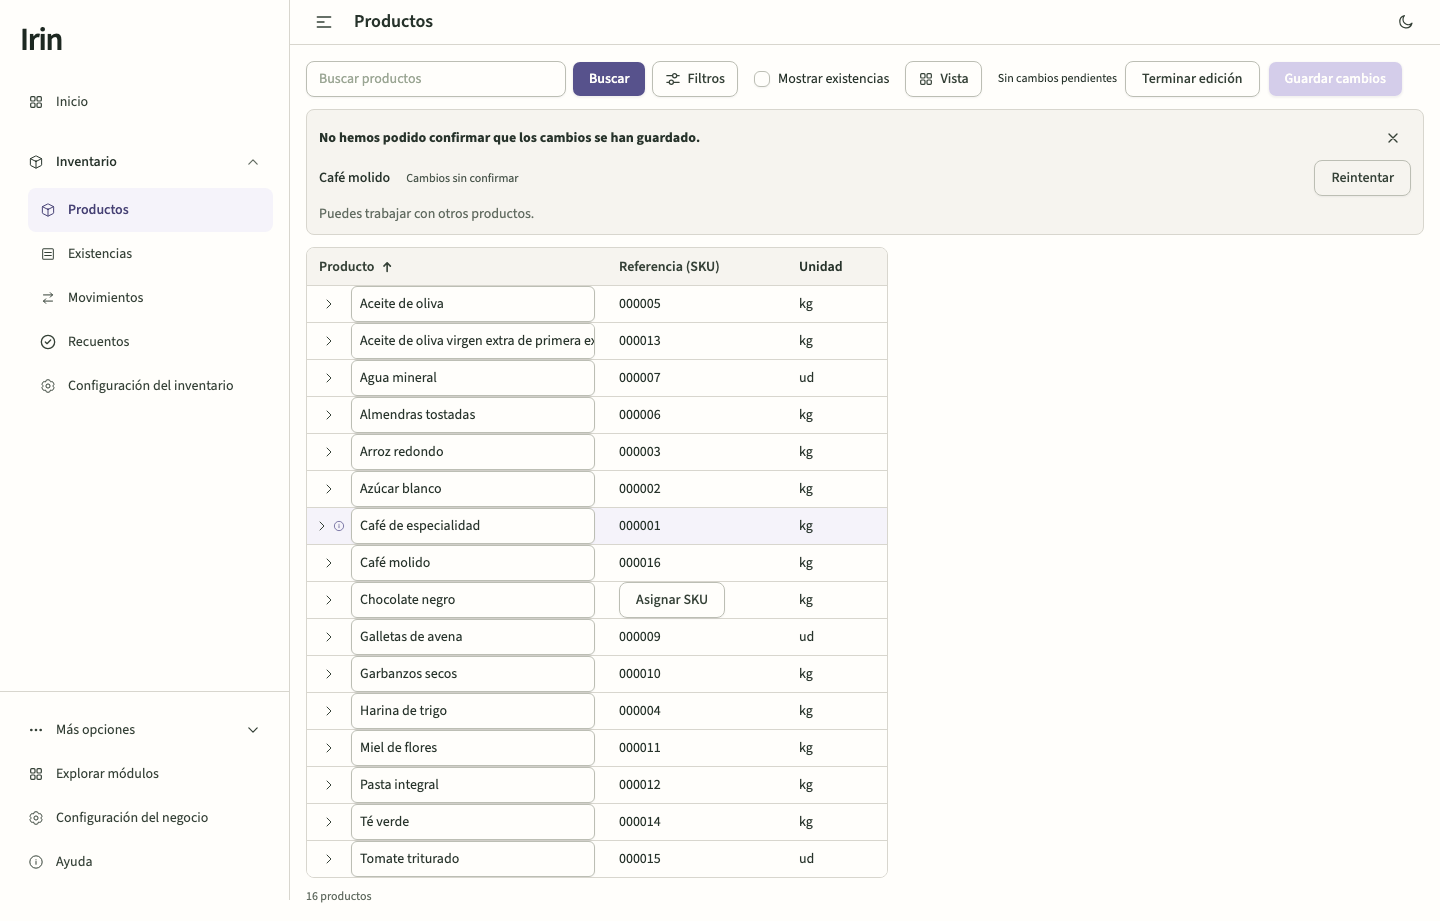 Irin
Productos
Inicio
Inventario
Productos
Existencias
Movimientos
Recuentos
Configuración del inventario
Más opciones
Explorar módulos
Configuración del negocio
Ayuda
Buscar productos Buscar Filtros Mostrar existencias Vista Sin cambios pendientes Terminar edición Guardar cambios
No hemos podido confirmar que los cambios se han guardado.
Café molido Cambios sin confirmar Reintentar
Puedes trabajar con otros productos.
Producto Referencia (SKU) Unidad
Aceite de oliva 000005 kg
Aceite de oliva virgen extra de primera ex 000013 kg
Agua mineral 000007 ud
Almendras tostadas 000006 kg
Arroz redondo 000003 kg
Azúcar blanco 000002 kg
Café de especialidad 000001 kg
Café molido 000016 kg
Chocolate negro Asignar SKU kg
Galletas de avena 000009 ud
Garbanzos secos 000010 kg
Harina de trigo 000004 kg
Miel de flores 000011 kg
Pasta integral 000012 kg
Té verde 000014 kg
Tomate triturado 000015 ud
16 productos